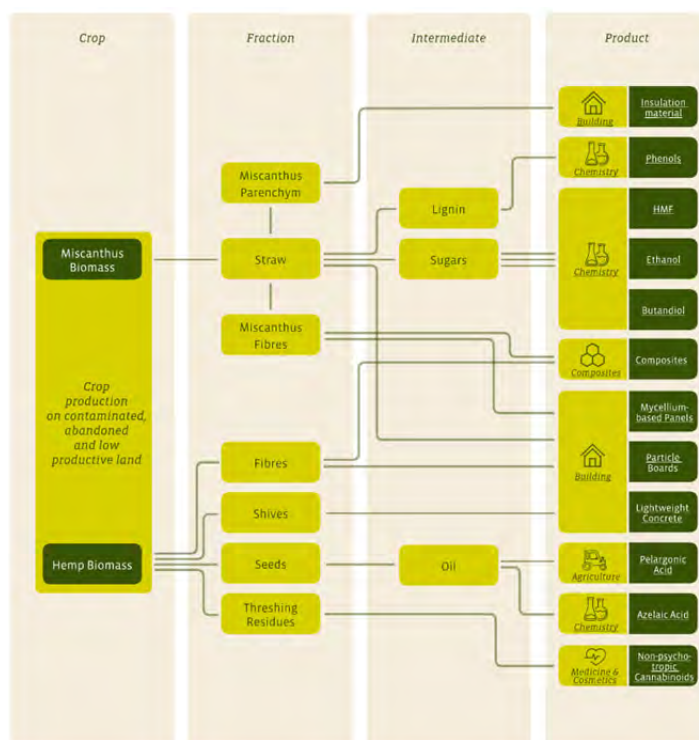 Crop
Fraction
Intermediate
Product
Miscanthus
Biomass
Crop
production
on contaminated,
abandoned
and low
productive land
Hemp Biomass
Miscanthus
Parenchym
Straw
Miscanthus
Fibres
Fibres
Shives
Seeds
Threshing
Residues
Lignin
Sugars
Oil
Building
Insulation
material
Chemistry
Phenols
HMF
Chemistry
Ethanol
Butandiol
Composites
Composites
Mycellium-
based Panels
Building
Particle
Boards
Lightweight
Concrete
Agriculture
Pelargonic
Acid
Chemistry
Azelaic Acid
Medicine &
Cosmetics
Non-psycho-
tropic
Cannabinoids